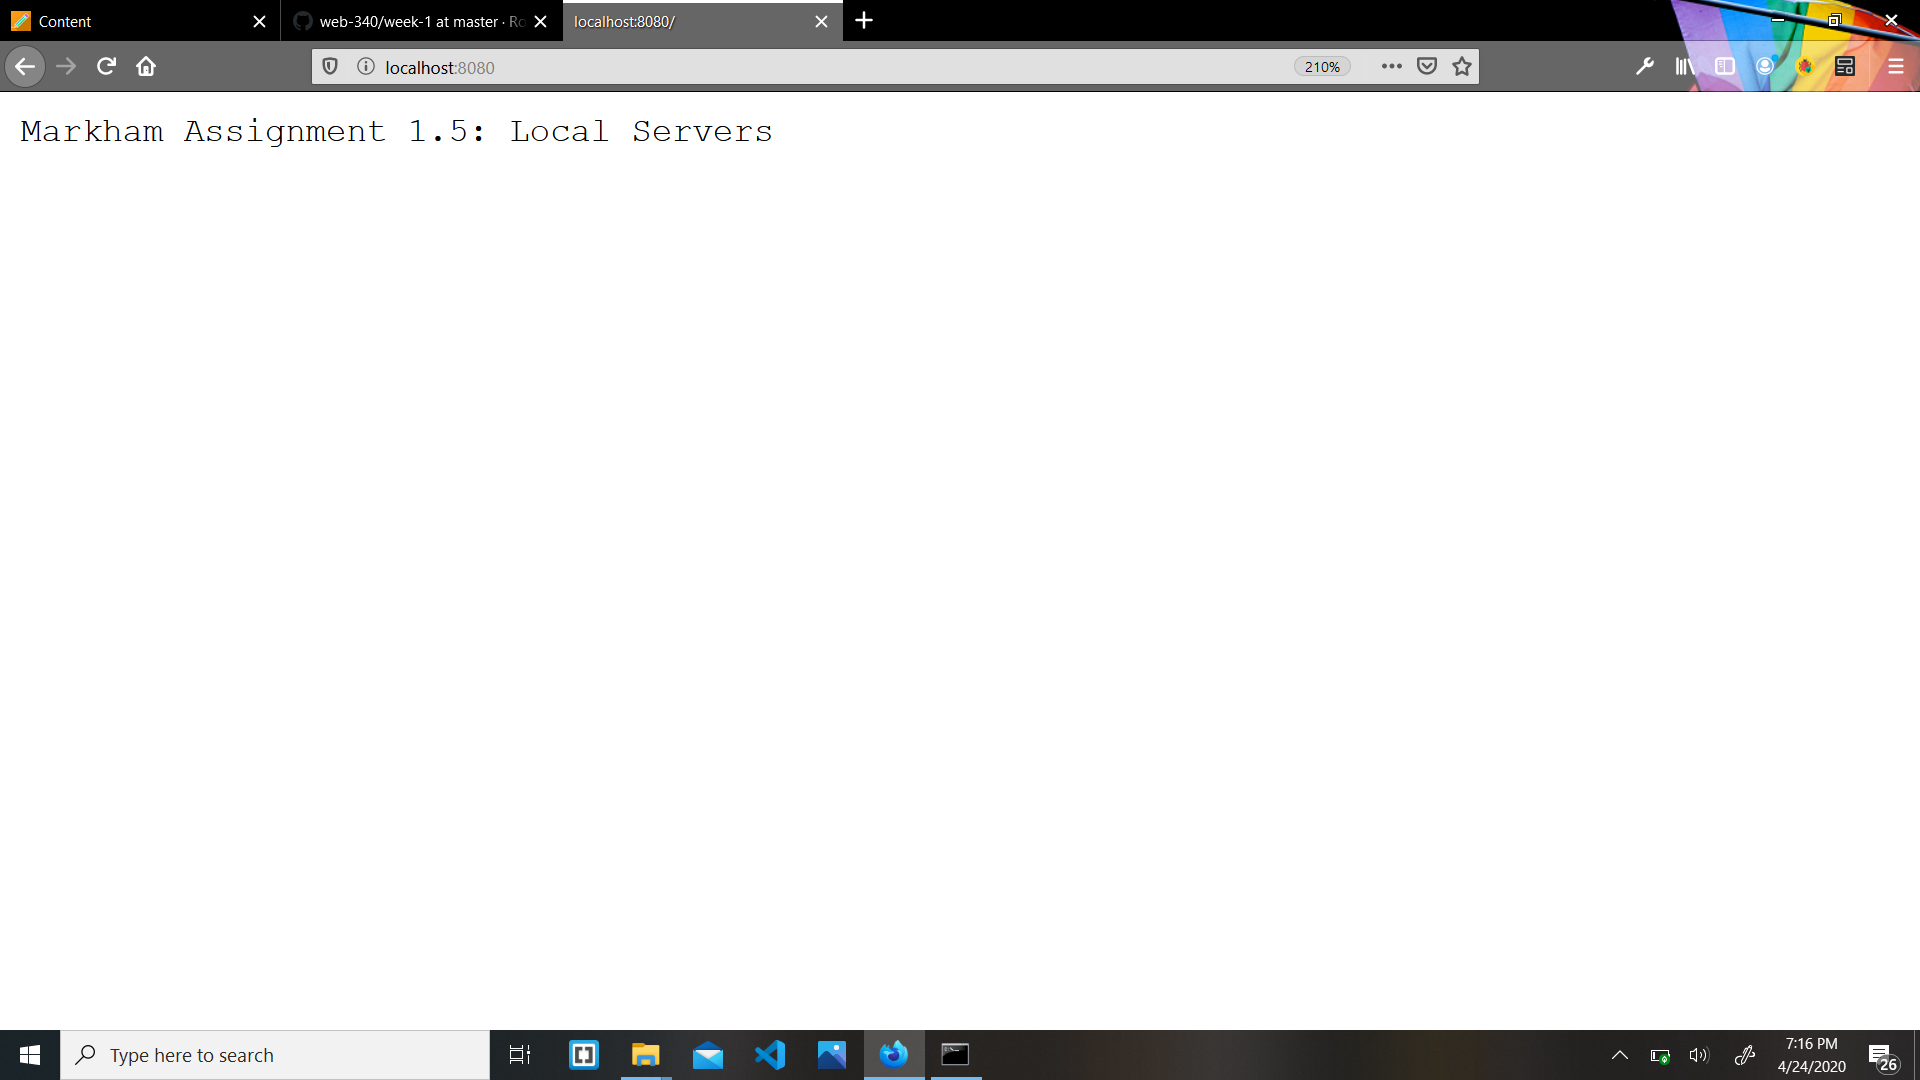 Content
web-340/week-1 at master · Ro
localhost:8080/
localhost:8080
210%
Markham Assignment 1.5: Local Servers
Type here to search
7:16 PM
4/24/2020
26